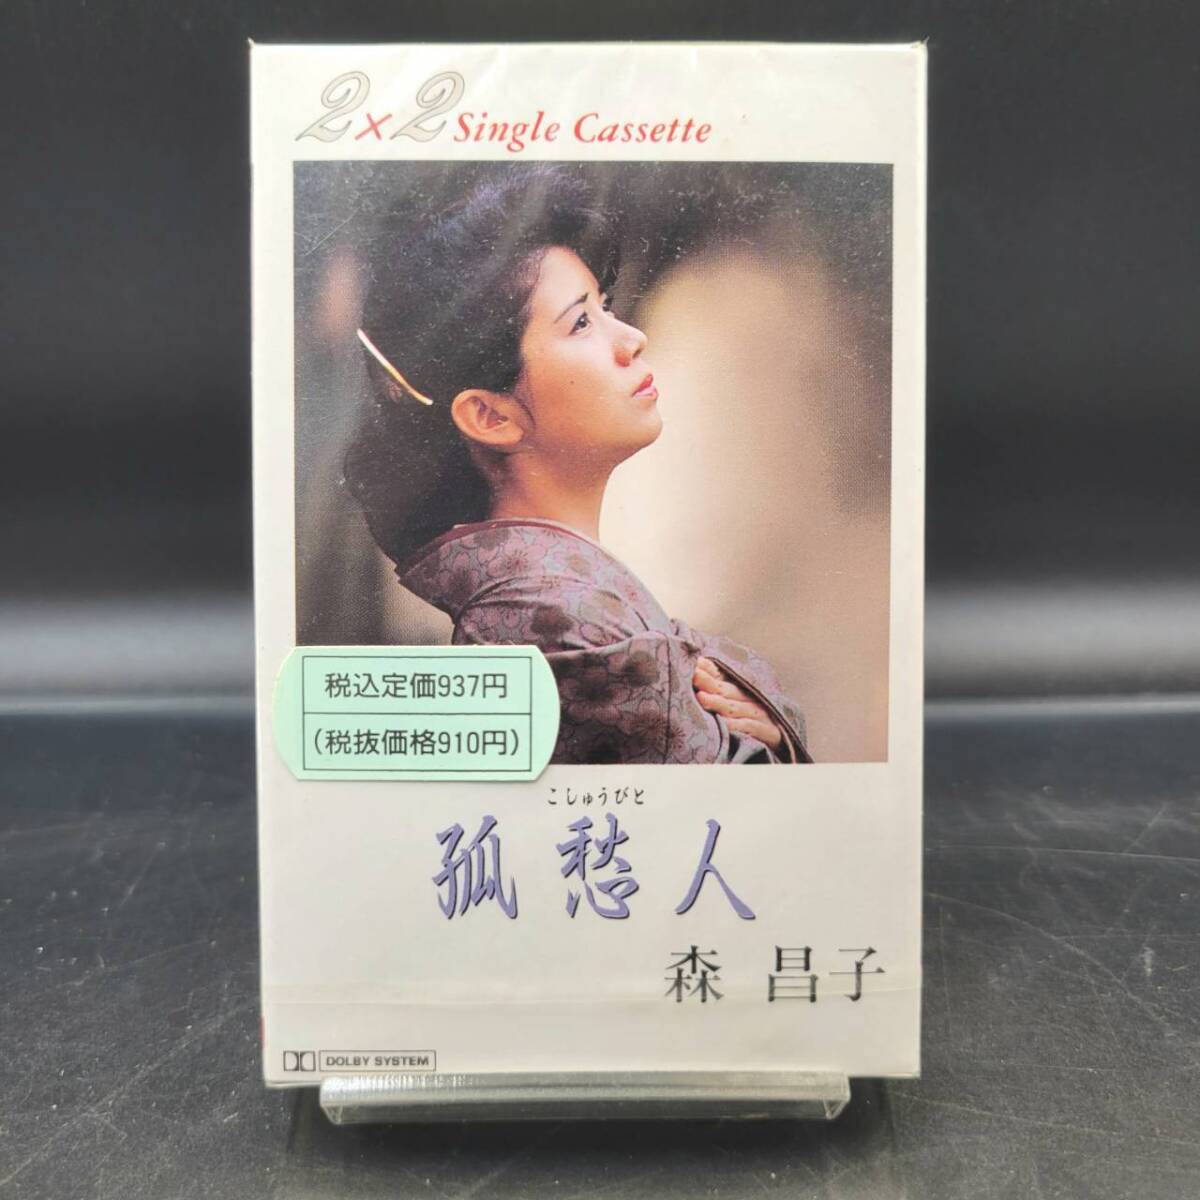 2×2 Single Cassette
税込定価937円
(税抜価格910円)
こしゅうびと
孤愁人
森 昌子
DOLBY SYSTEM